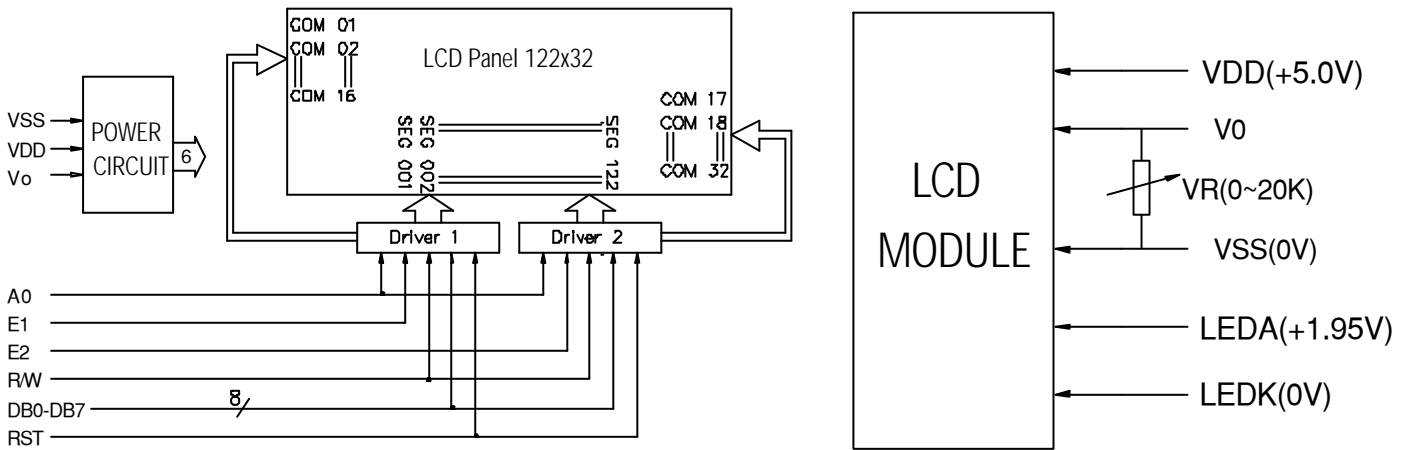 COM 01
COM 02
COM 16
LCD Panel 122x32
COM 17
COM 18
COM 32
SEG 001
SEG 002
SEG 122
VSS
VDD
Vo
POWER
CIRCUIT
6
Driver 1
Driver 2
A0
E1
E2
R/W
DB0-DB7
8
RST
LCD
MODULE
VDD(+5.0V)
V0
VR(0~20K)
VSS(0V)
LEDA(+1.95V)
LEDK(0V)